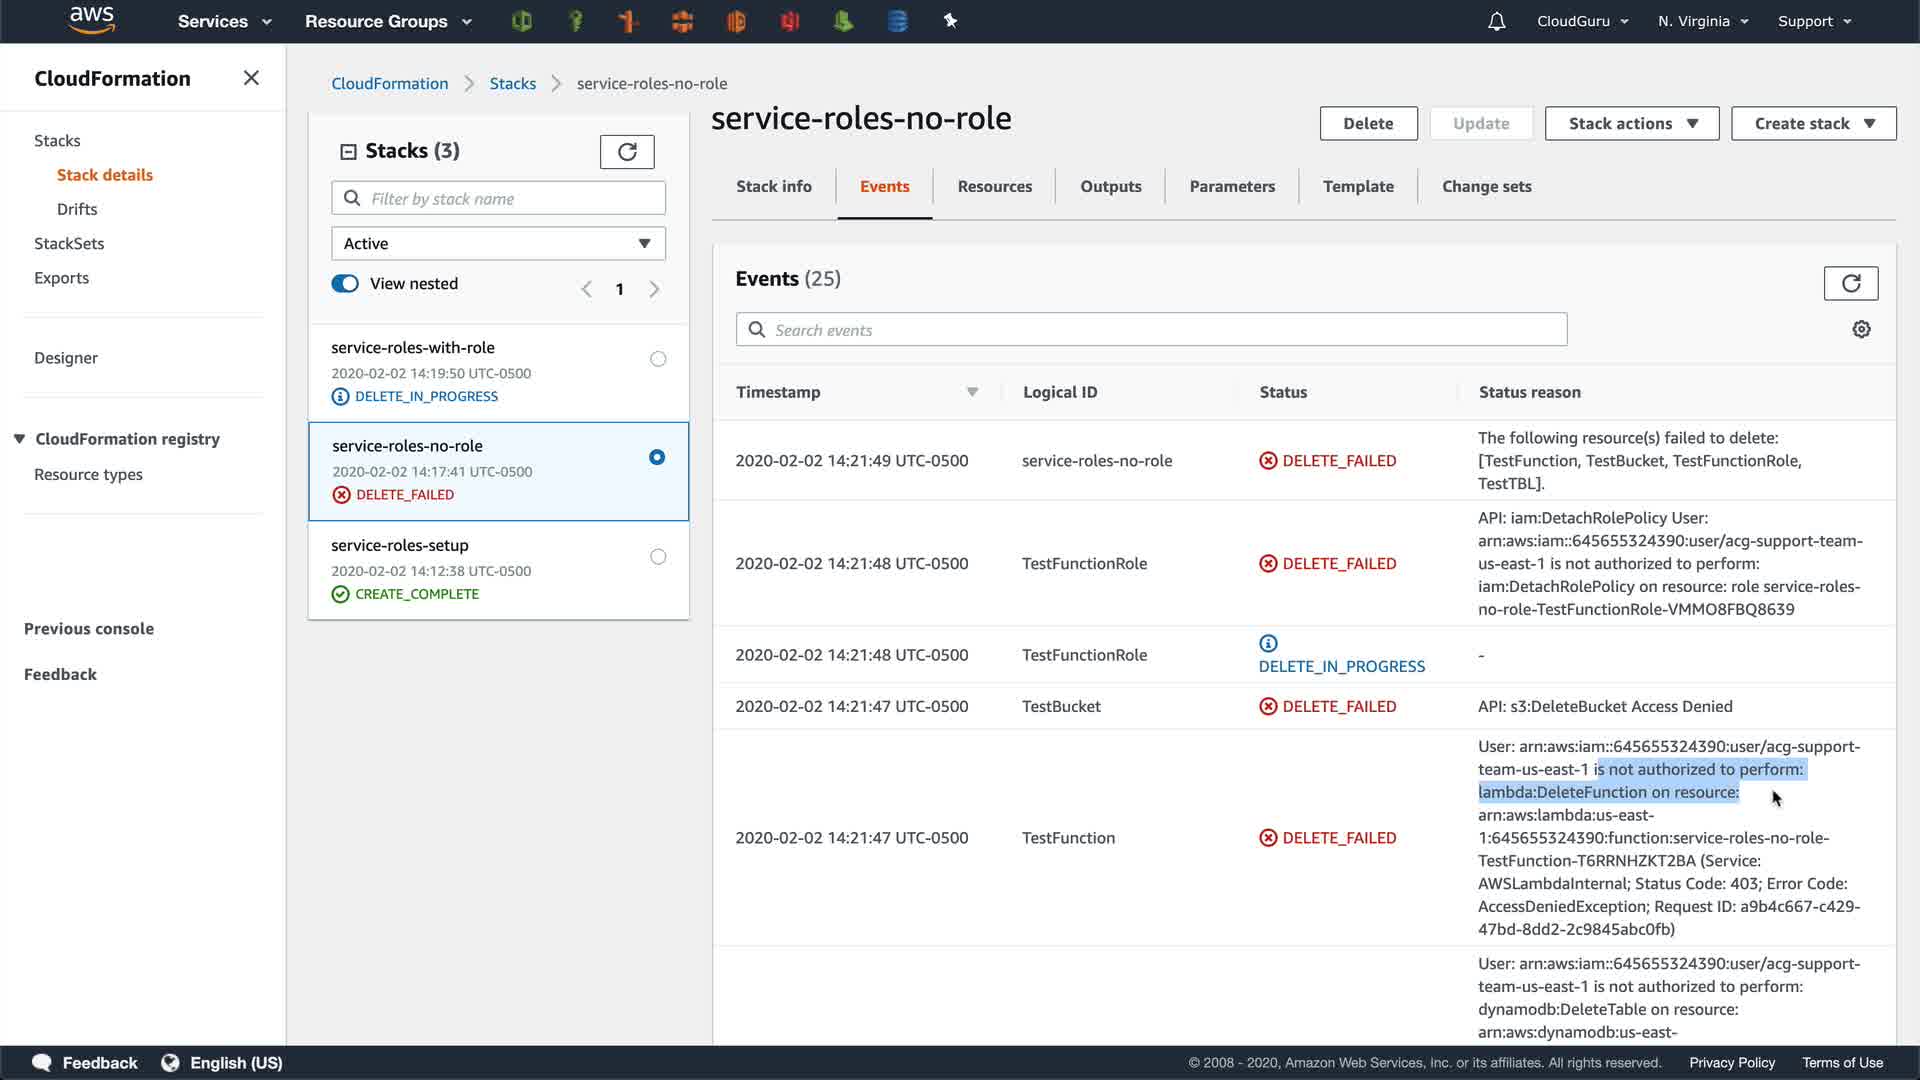 aws
Services
Resource Groups
CloudGuru
N. Virginia
Support
CloudFormation
Stacks
Stack details
Drifts
StackSets
Exports
Designer
CloudFormation registry
Resource types
Previous console
Feedback
CloudFormation
Stacks
service-roles-no-role
Stacks (3)
Filter by stack name
Active
View nested
1
service-roles-with-role
2020-02-02 14:19:50 UTC-0500
DELETE_IN_PROGRESS
service-roles-no-role
2020-02-02 14:17:41 UTC-0500
DELETE_FAILED
service-roles-setup
2020-02-02 14:12:38 UTC-0500
CREATE_COMPLETE
service-roles-no-role
Delete
Update
Stack actions
Create stack
Stack info
Events
Resources
Outputs
Parameters
Template
Change sets
Events (25)
Search events
Timestamp
Logical ID
Status
Status reason
2020-02-02 14:21:49 UTC-0500
service-roles-no-role
DELETE_FAILED
The following resource(s) failed to delete:
[TestFunction, TestBucket, TestFunctionRole,
TestTBL].
2020-02-02 14:21:48 UTC-0500
TestFunctionRole
DELETE_FAILED
API: iam:DetachRolePolicy User:
arn:aws:iam::645655324390:user/acg-support-team-
us-east-1 is not authorized to perform:
iam:DetachRolePolicy on resource: role service-roles-
no-role-TestFunctionRole-VMMO8FBQ8639
2020-02-02 14:21:48 UTC-0500
TestFunctionRole
DELETE_IN_PROGRESS
-
2020-02-02 14:21:47 UTC-0500
TestBucket
DELETE_FAILED
API: s3:DeleteBucket Access Denied
2020-02-02 14:21:47 UTC-0500
TestFunction
DELETE_FAILED
User: arn:aws:iam::645655324390:user/acg-support-
team-us-east-1 is not authorized to perform:
lambda:DeleteFunction on resource:
arn:aws:lambda:us-east-
1:645655324390:function:service-roles-no-role-
TestFunction-T6RRNHZKT2BA (Service:
AWSLambdaInternal; Status Code: 403; Error Code:
AccessDeniedException; Request ID: a9b4c667-c429-
47bd-8dd2-2c9845abc0fb)
User: arn:aws:iam::645655324390:user/acg-support-
team-us-east-1 is not authorized to perform:
dynamodb:DeleteTable on resource:
arn:aws:dynamodb:us-east-
Feedback
English (US)
© 2008 - 2020, Amazon Web Services, Inc. or its affiliates. All rights reserved.
Privacy Policy
Terms of Use